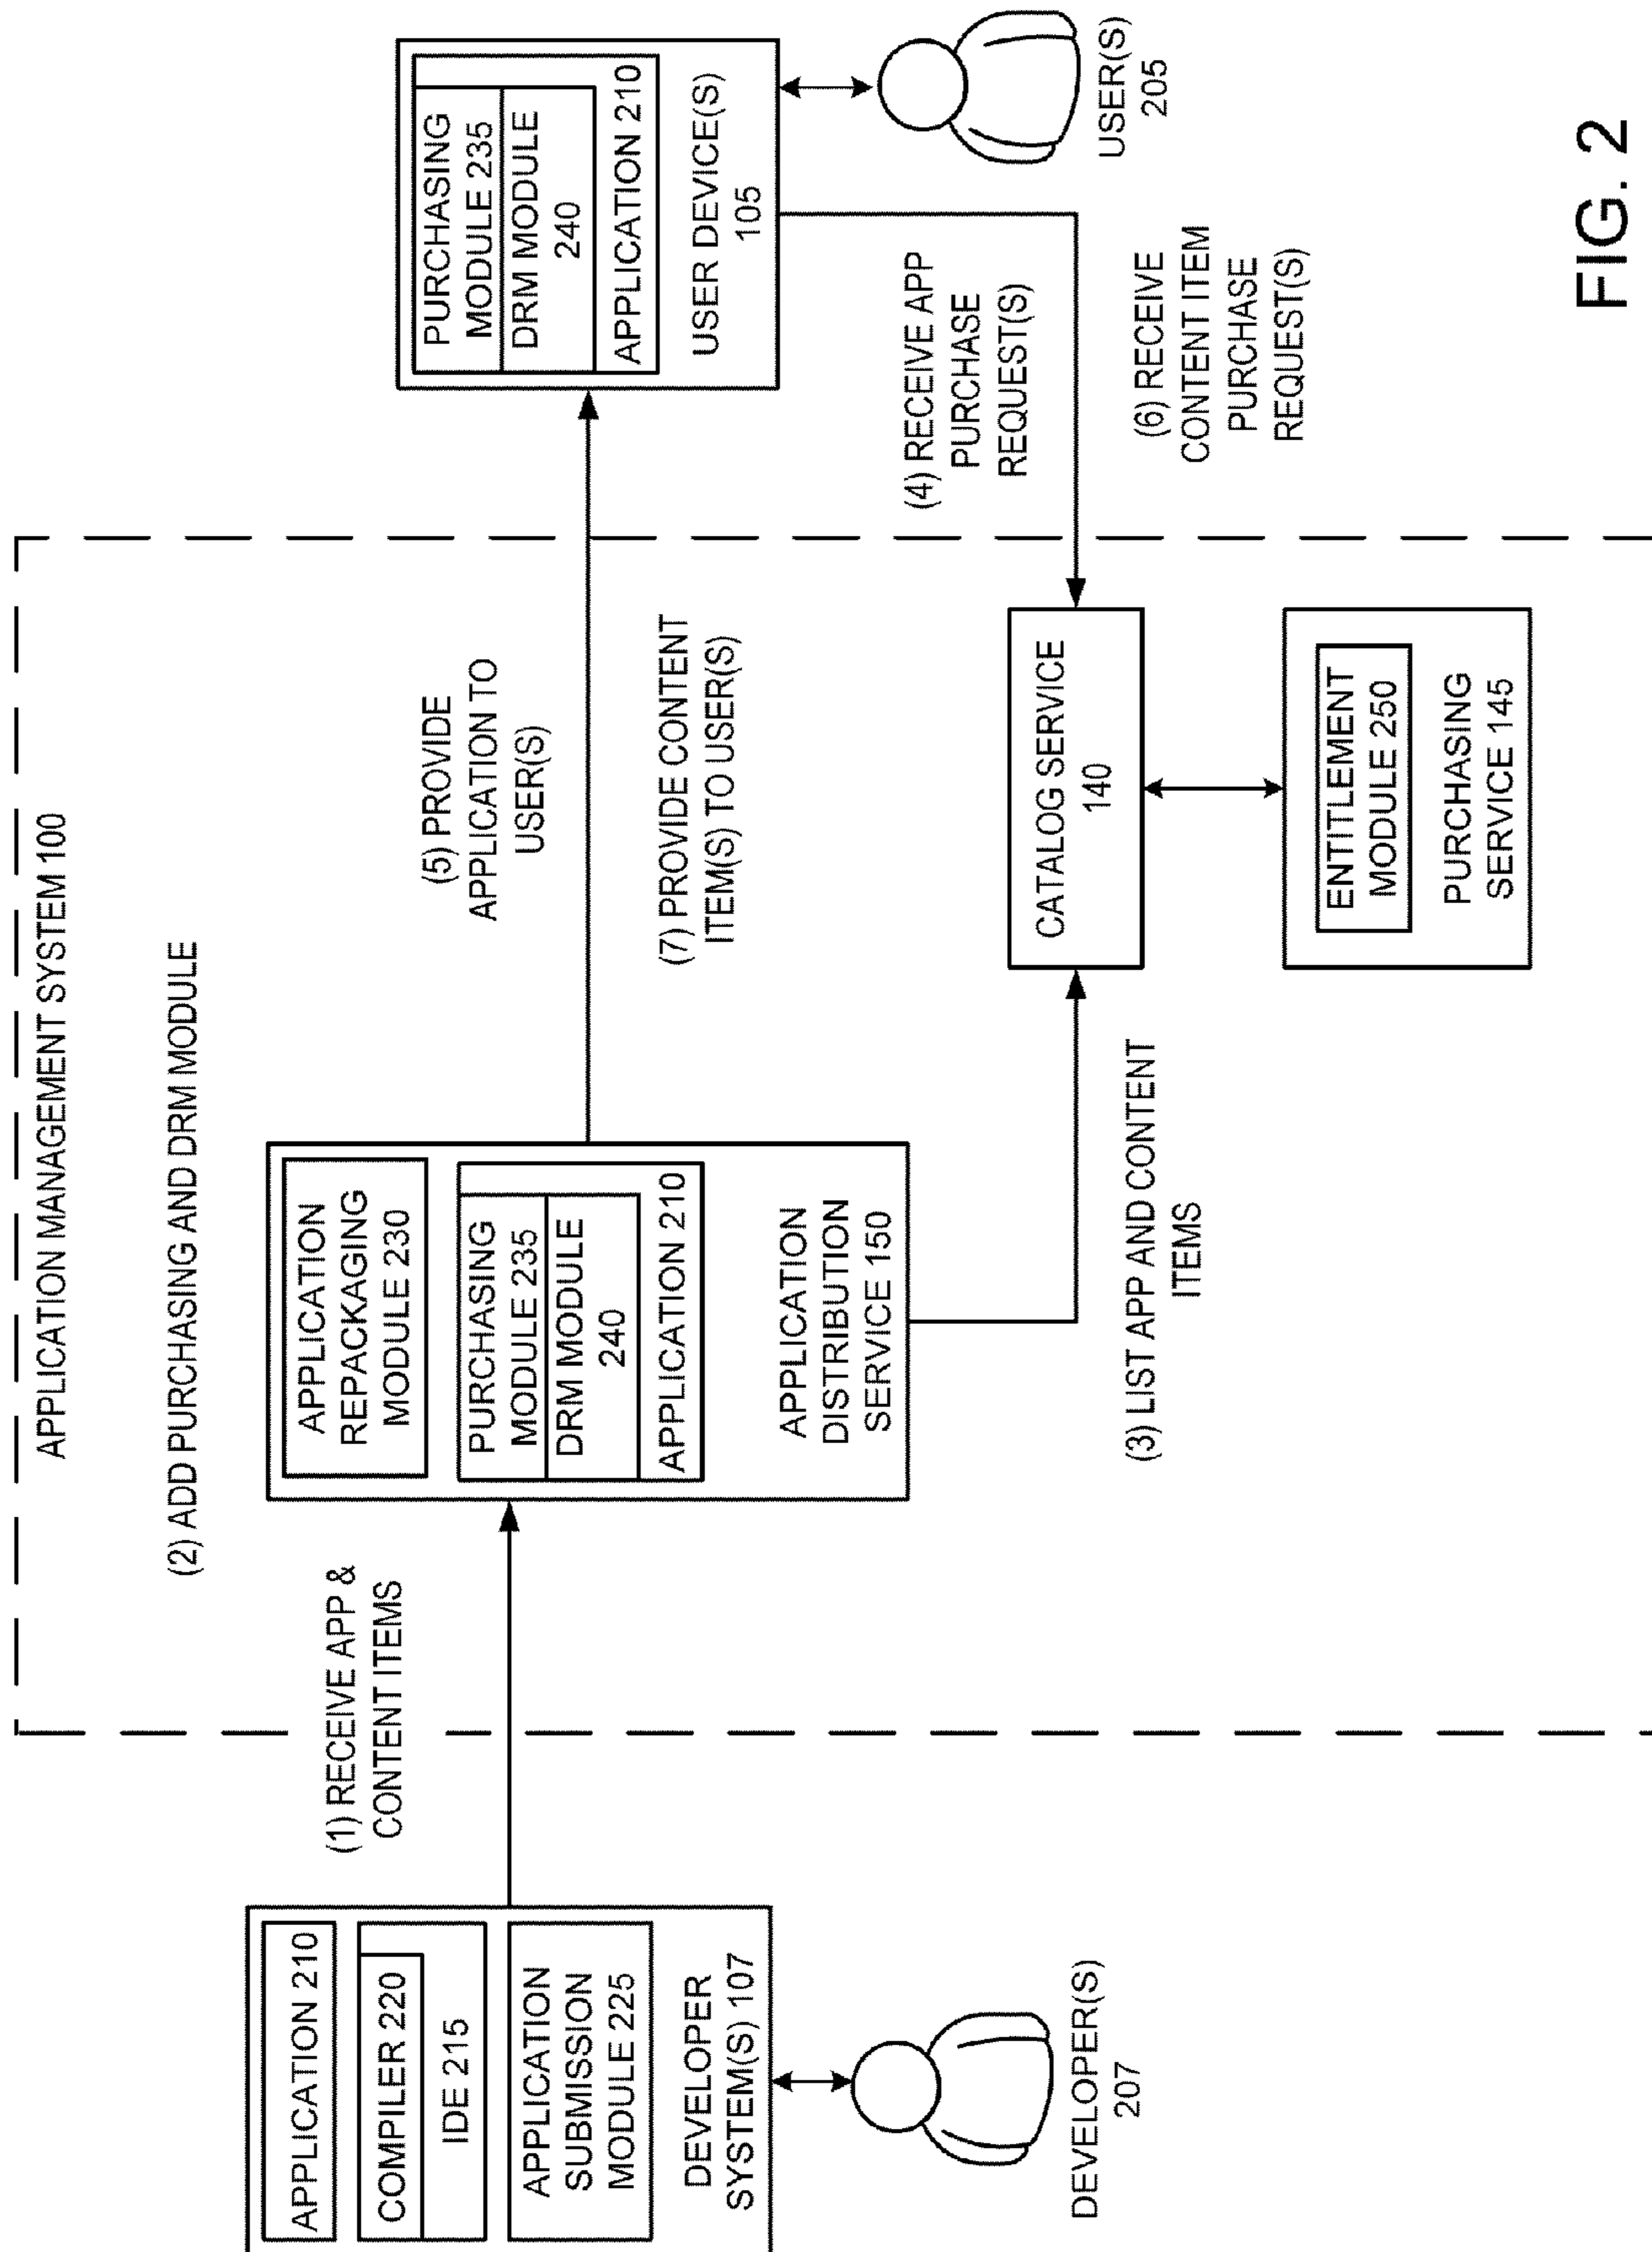 APPLICATION MANAGEMENT SYSTEM 100
(2) ADD PURCHASING AND DRM MODULE
APPLICATION 210
COMPILER 220
IDE 215
APPLICATION
SUBMISSION
MODULE 225
DEVELOPER
SYSTEM(S) 107
DEVELOPER(S)
207
(1) RECEIVE APP &
CONTENT ITEMS
APPLICATION
REPACKAGING
MODULE 230
PURCHASING
MODULE 235
DRM MODULE
240
APPLICATION 210
APPLICATION
DISTRIBUTION
SERVICE 150
(3) LIST APP AND CONTENT
ITEMS
(5) PROVIDE
APPLICATION TO
USER(S)
(7) PROVIDE CONTENT
ITEM(S) TO USER(S)
CATALOG SERVICE
140
ENTITLEMENT
MODULE 250
PURCHASING
SERVICE 145
PURCHASING
MODULE 235
DRM MODULE
240
APPLICATION 210
USER DEVICE(S)
105
USER(S)
205
(4) RECEIVE APP
PURCHASE
REQUEST(S)
(6) RECEIVE
CONTENT ITEM
PURCHASE
REQUEST(S)
FIG. 2